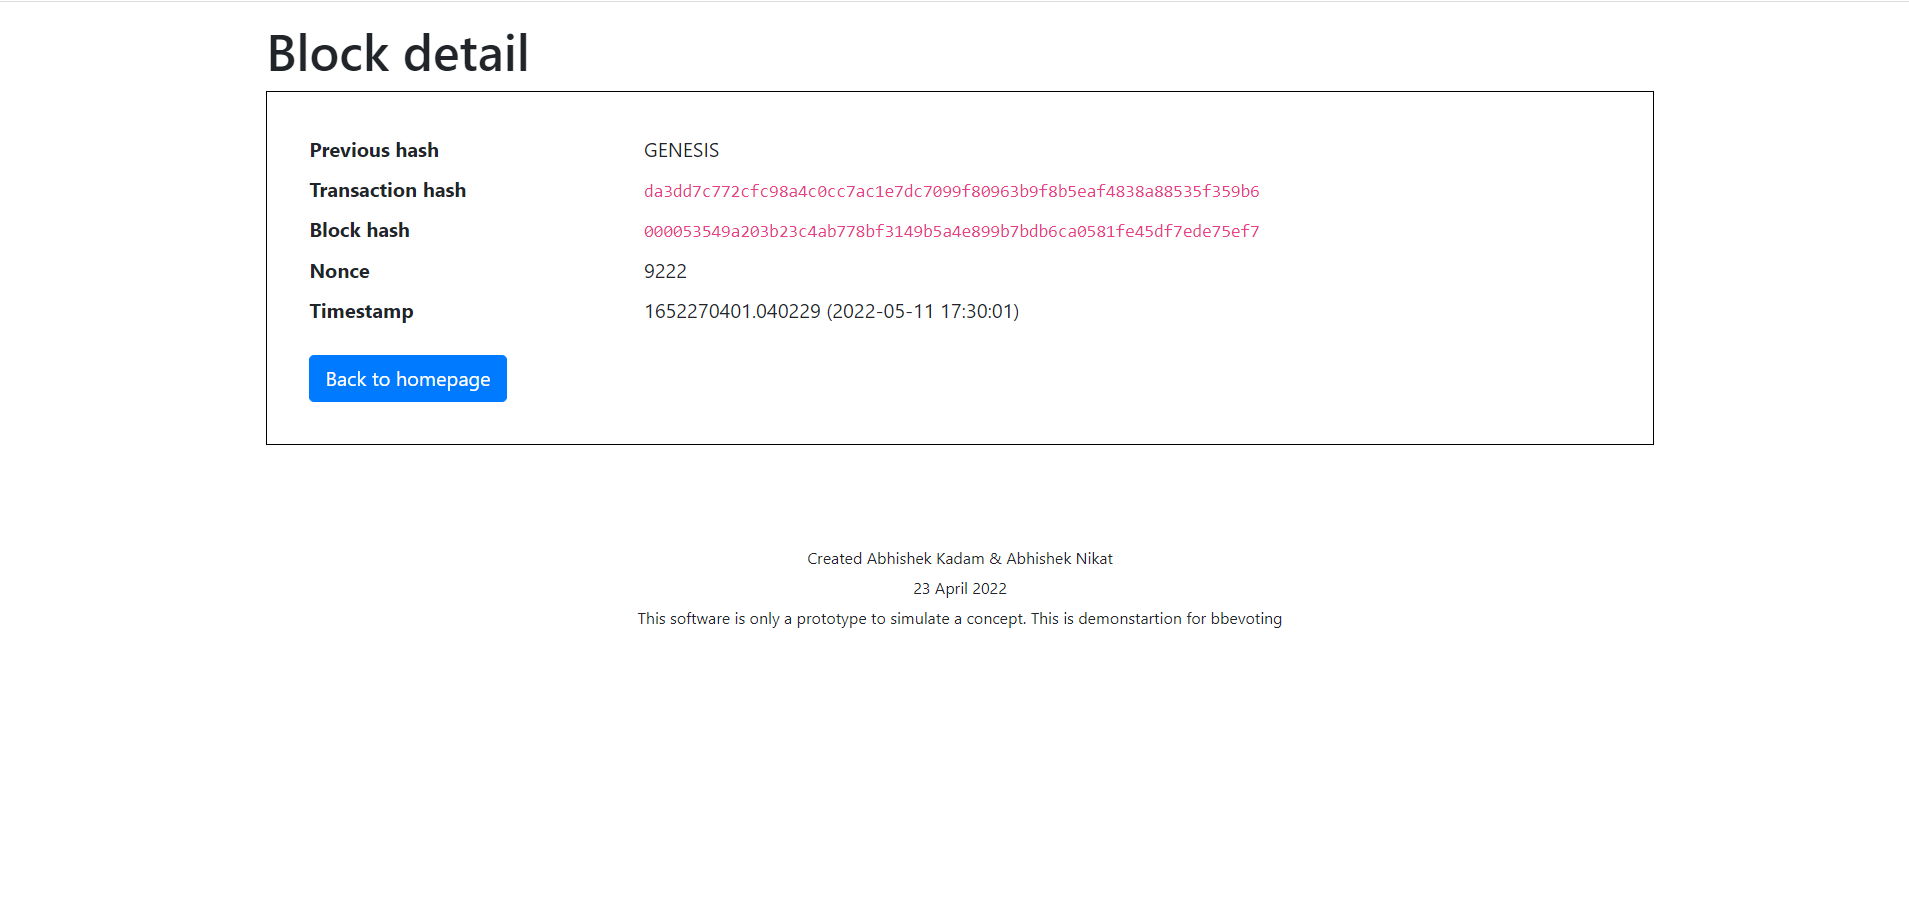 Block detail
Previous hash GENESIS
Transaction hash da3dd7c772cfc98a4c0cc7ac1e7dc7099f80963b9f8b5eaf4838a88535f359b6
Block hash 000053549a203b23c4ab778bf3149b5a4e899b7bdb6ca0581fe45df7ede75ef7
Nonce 9222
Timestamp 1652270401.040229 (2022-05-11 17:30:01)
Back to homepage
Created Abhishek Kadam & Abhishek Nikat
23 April 2022
This software is only a prototype to simulate a concept. This is demonstartion for bbevoting